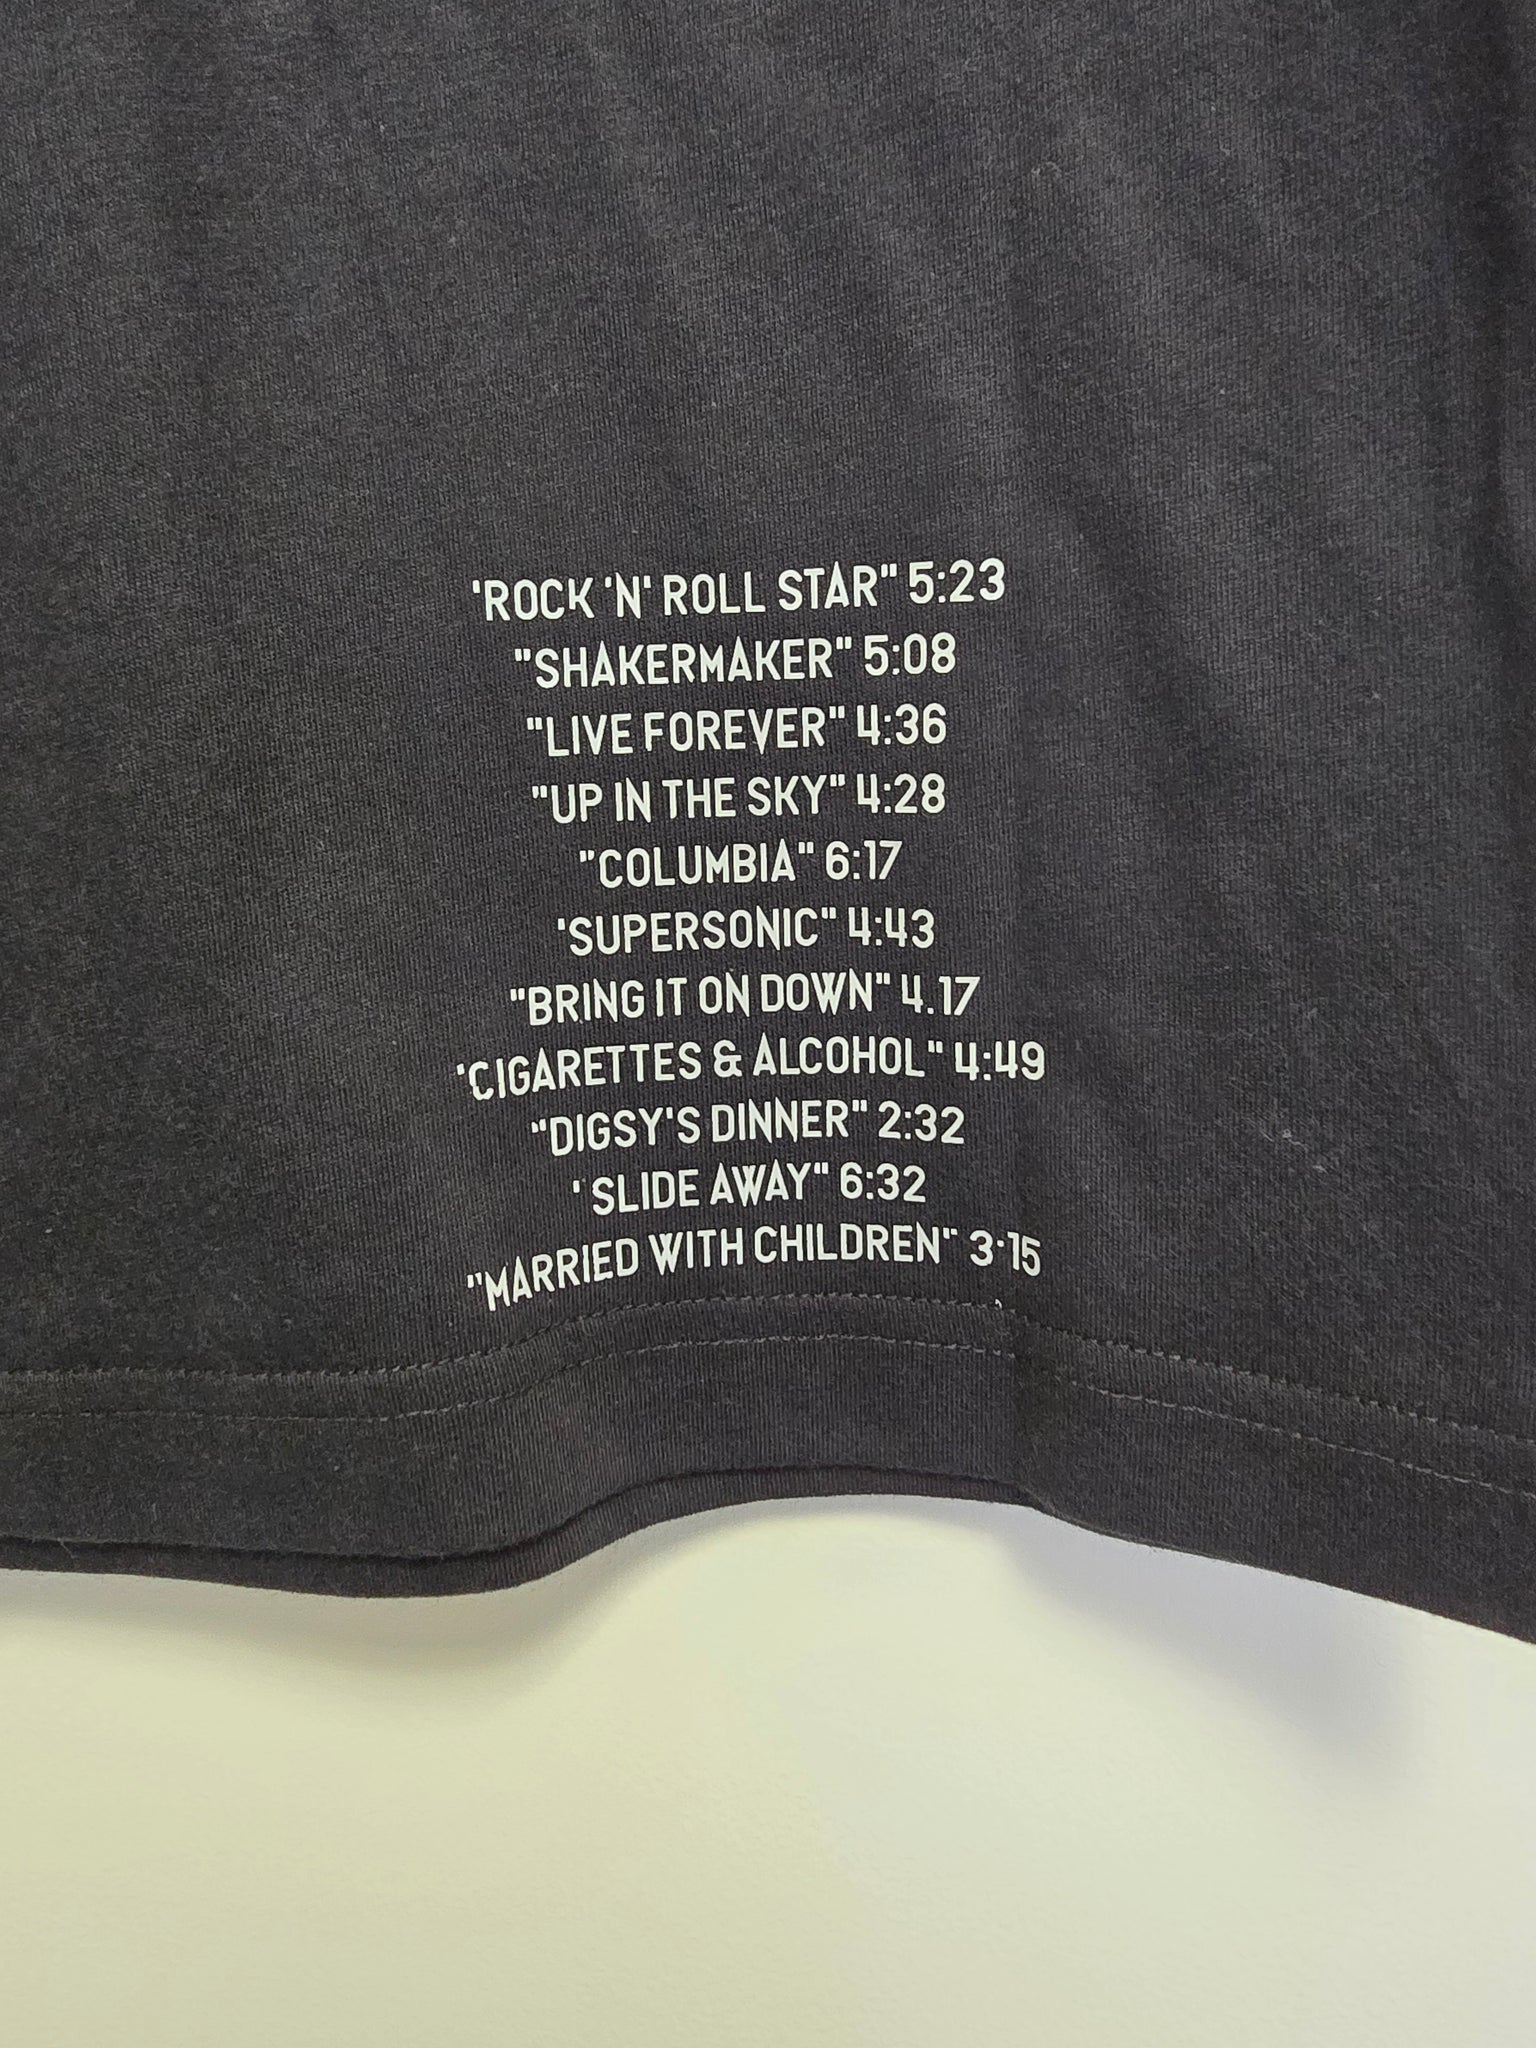 'ROCK 'N' ROLL STAR" 5:23
"SHAKERMAKER" 5:08
"LIVE FOREVER" 4:36
"UP IN THE SKY" 4:28
"COLUMBIA" 6:17
'SUPERSONIC" 4:43
"BRING IT ON DOWN" 4.17
'CIGARETTES & ALCOHOL" 4:49
"DIGSY'S DINNER" 2:32
' SLIDE AWAY" 6:32
"MARRIED WITH CHILDREN" 3·15